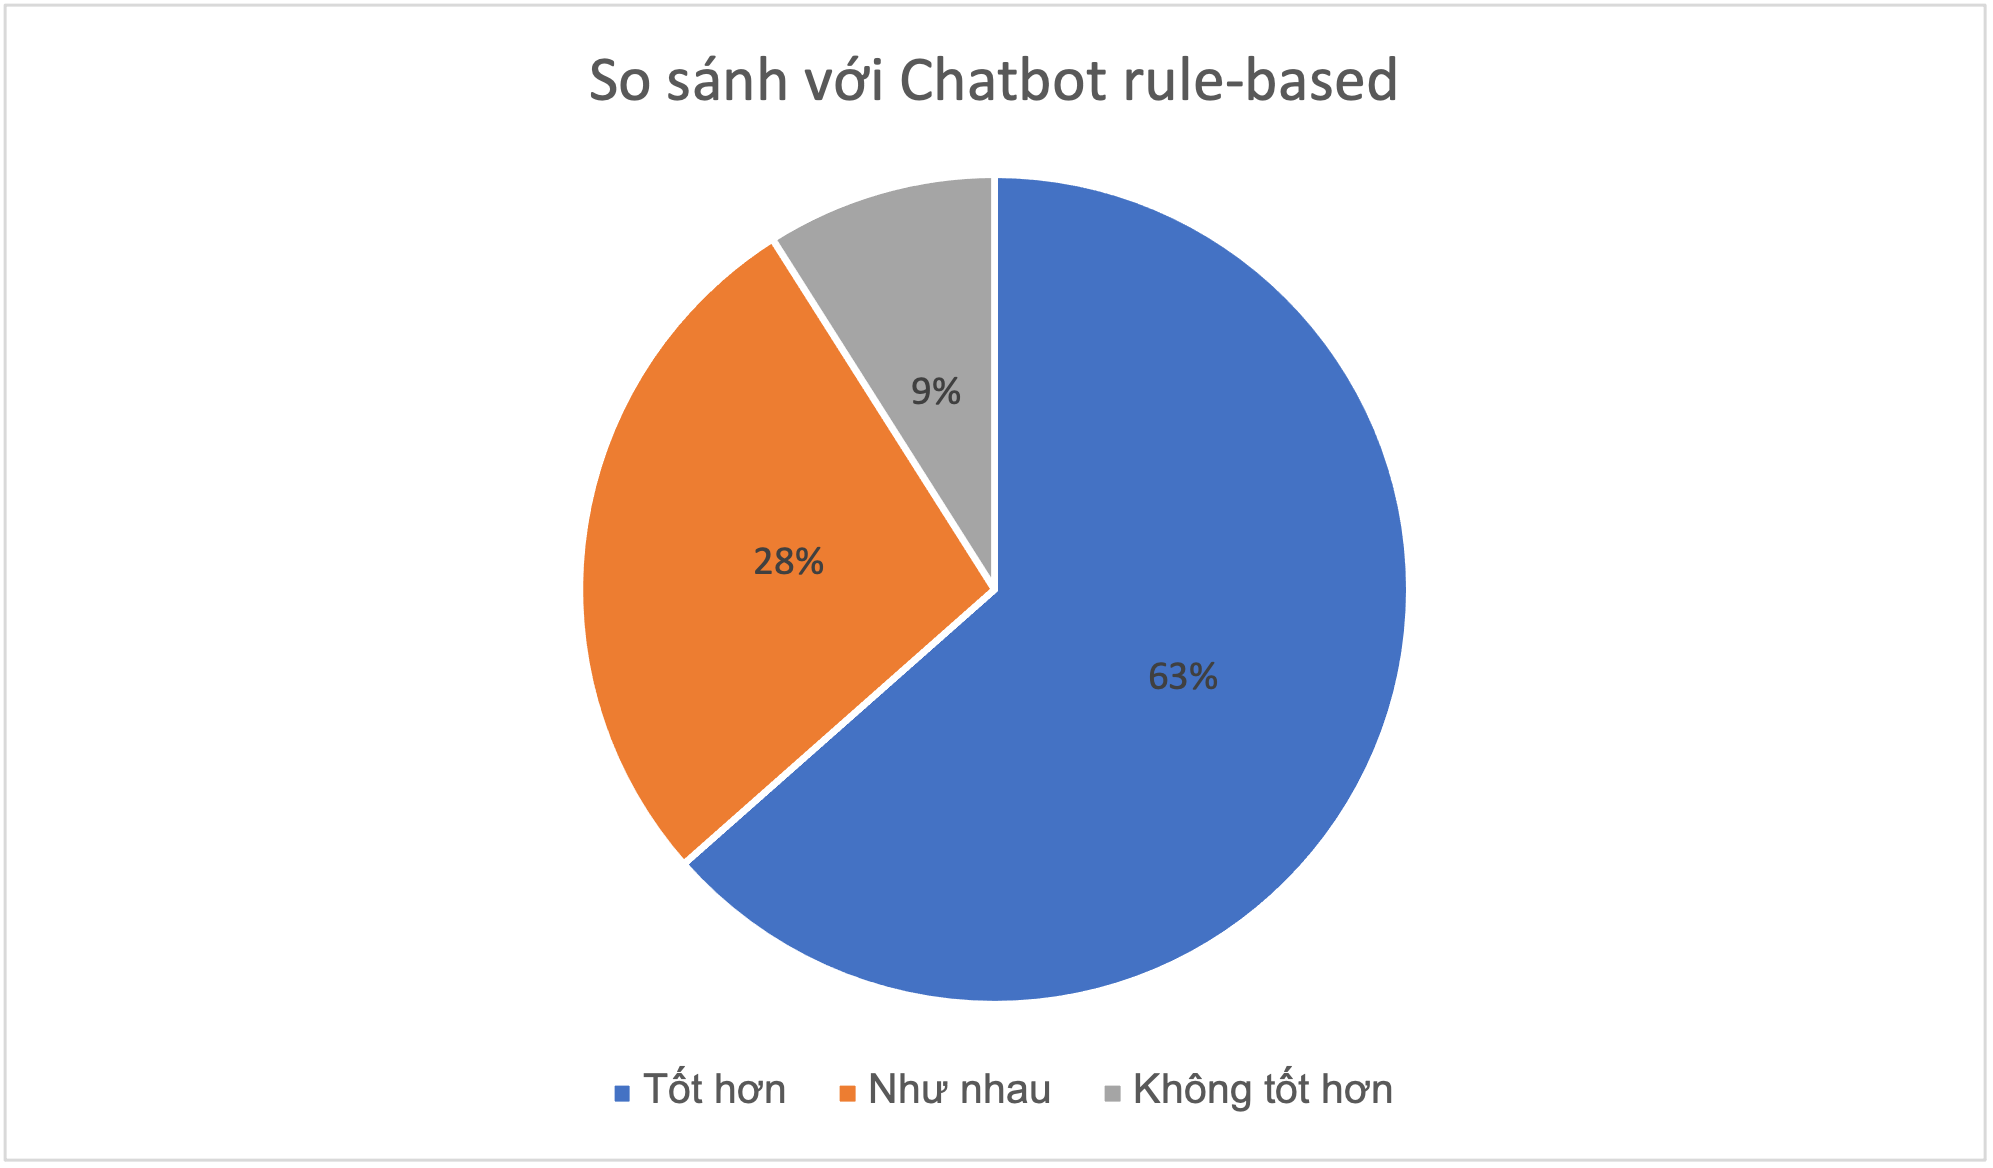 So sánh với Chatbot rule-based
9%
28%
63%
Tốt hơn Như nhau Không tốt hơn